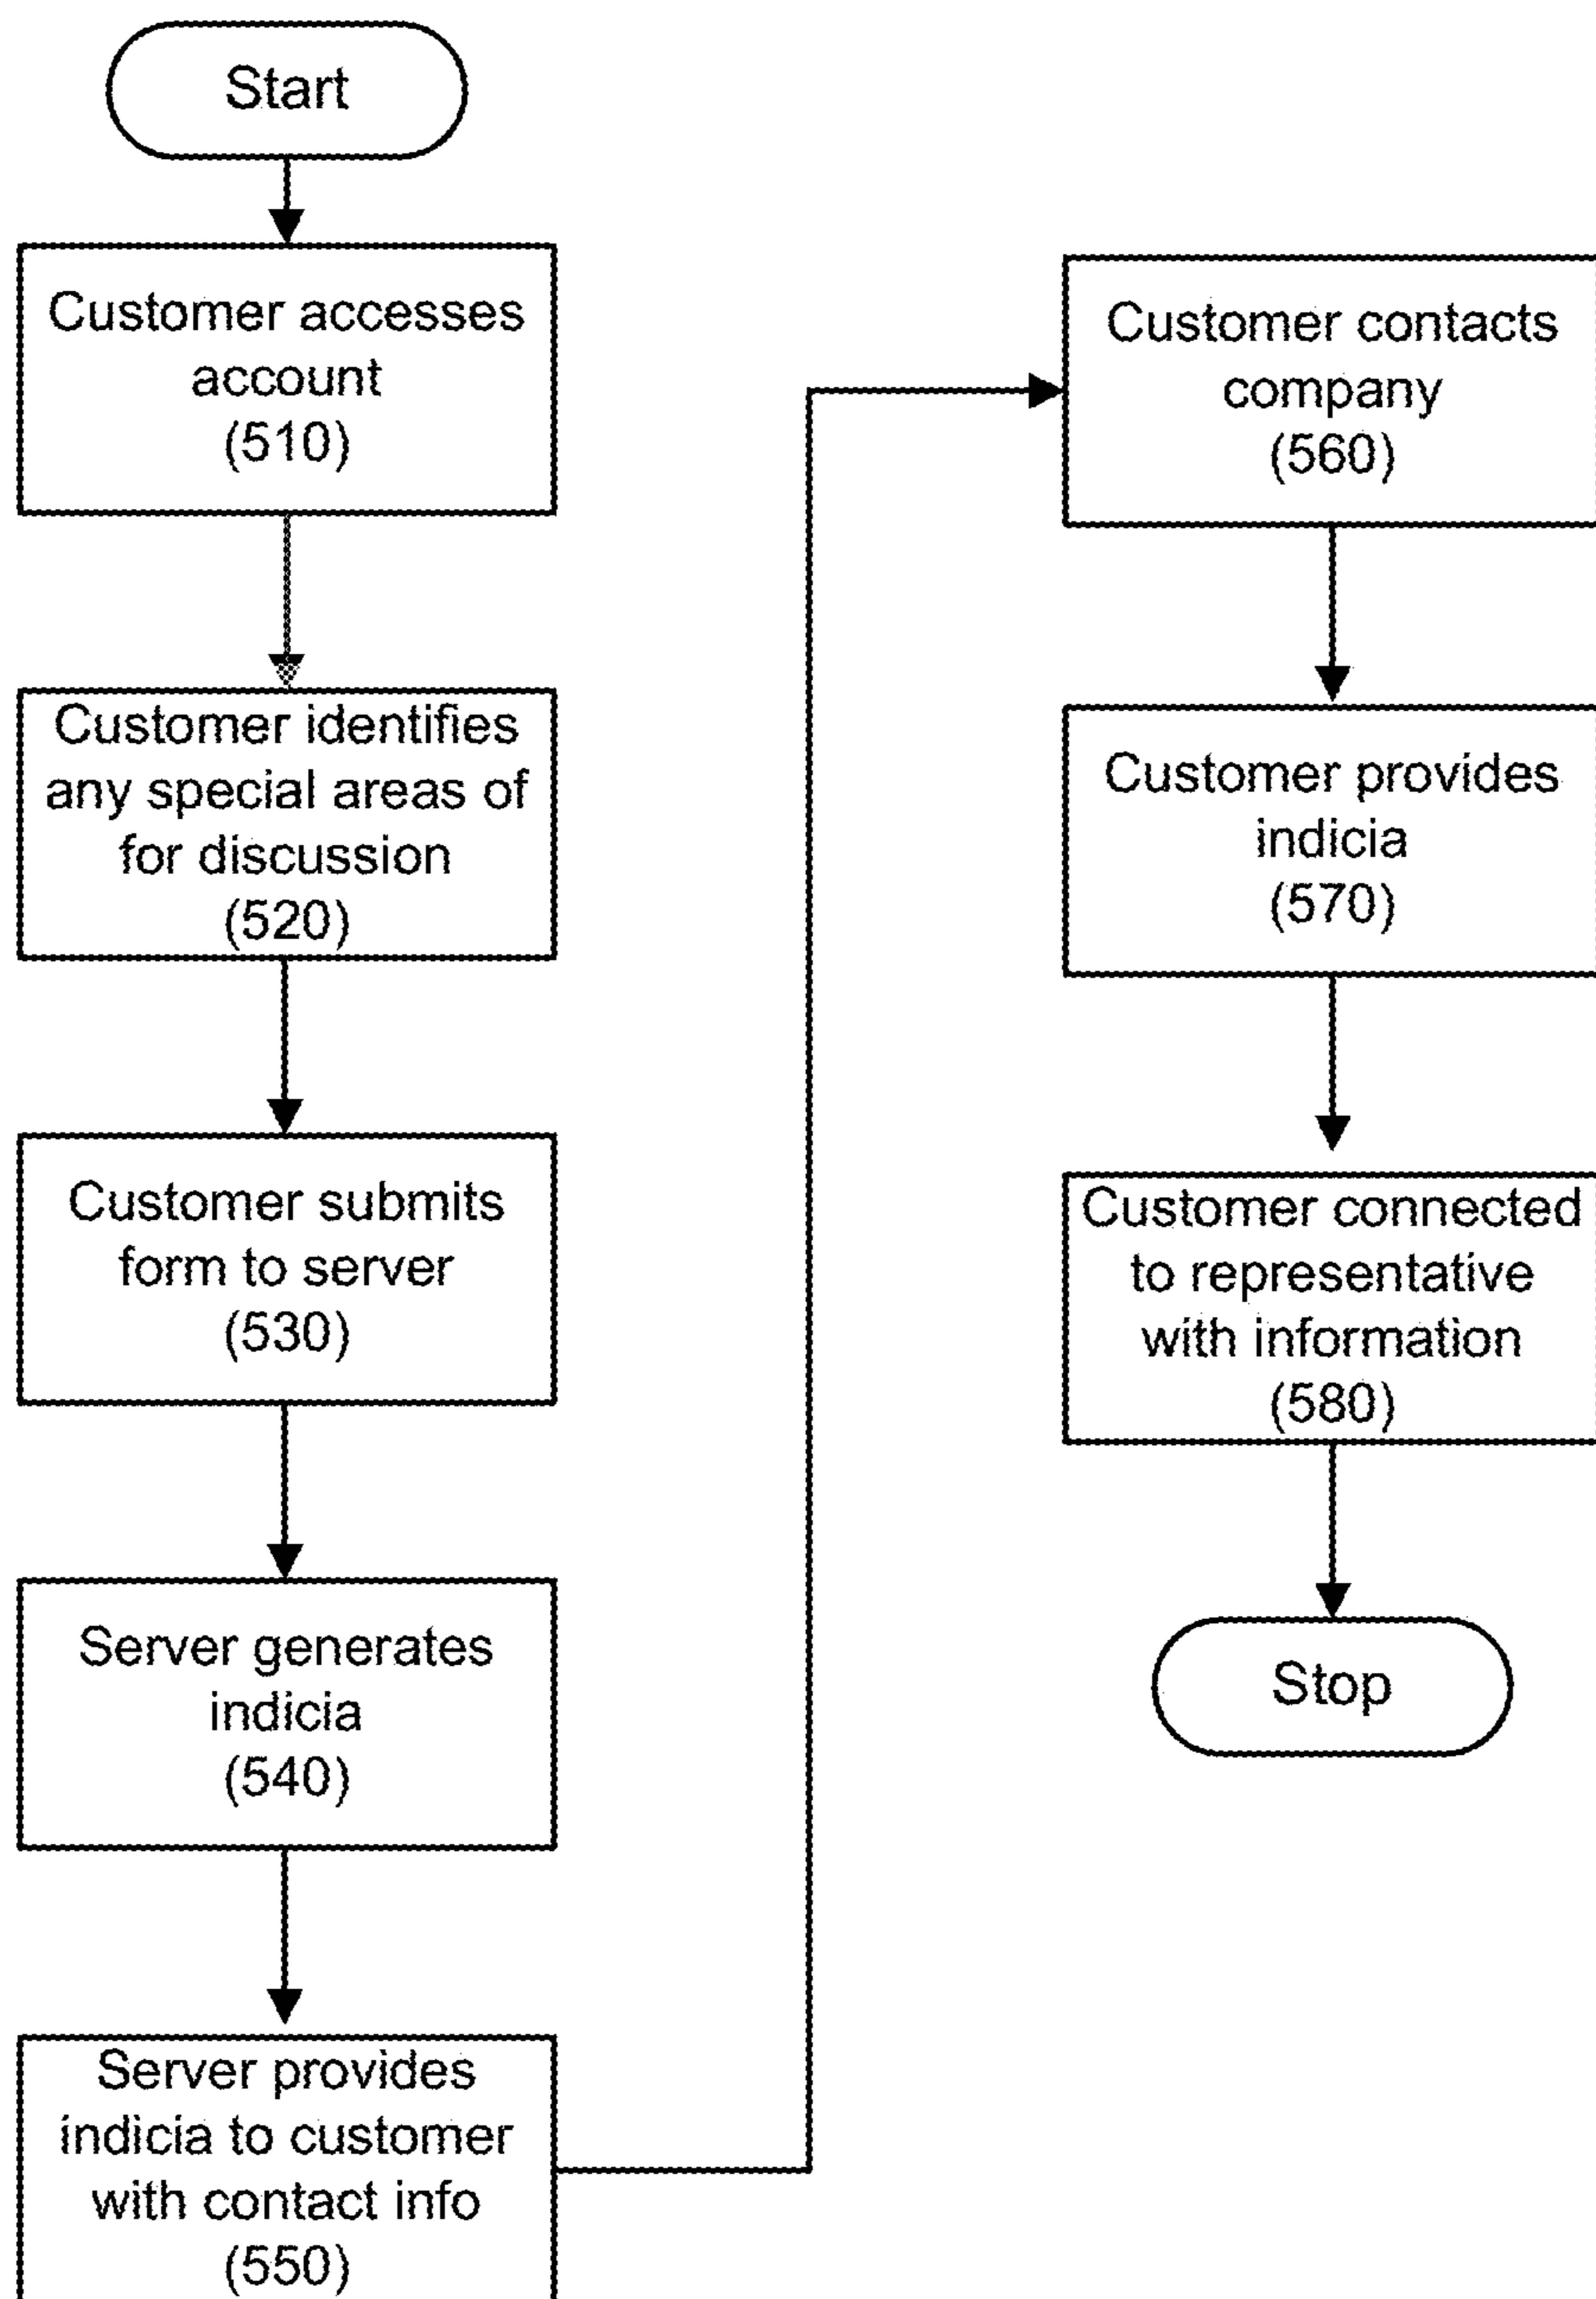 Start
Customer accesses
account
(510)
Customer identifies
any special areas of
for discussion
(520)
Customer submits
form to server
(530)
Server generates
indicia
(540)
Server provides
indicia to customer
with contact info
(550)
Customer contacts
company
(560)
Customer provides
indicia
(570)
Customer connected
to representative
with information
(580)
Stop